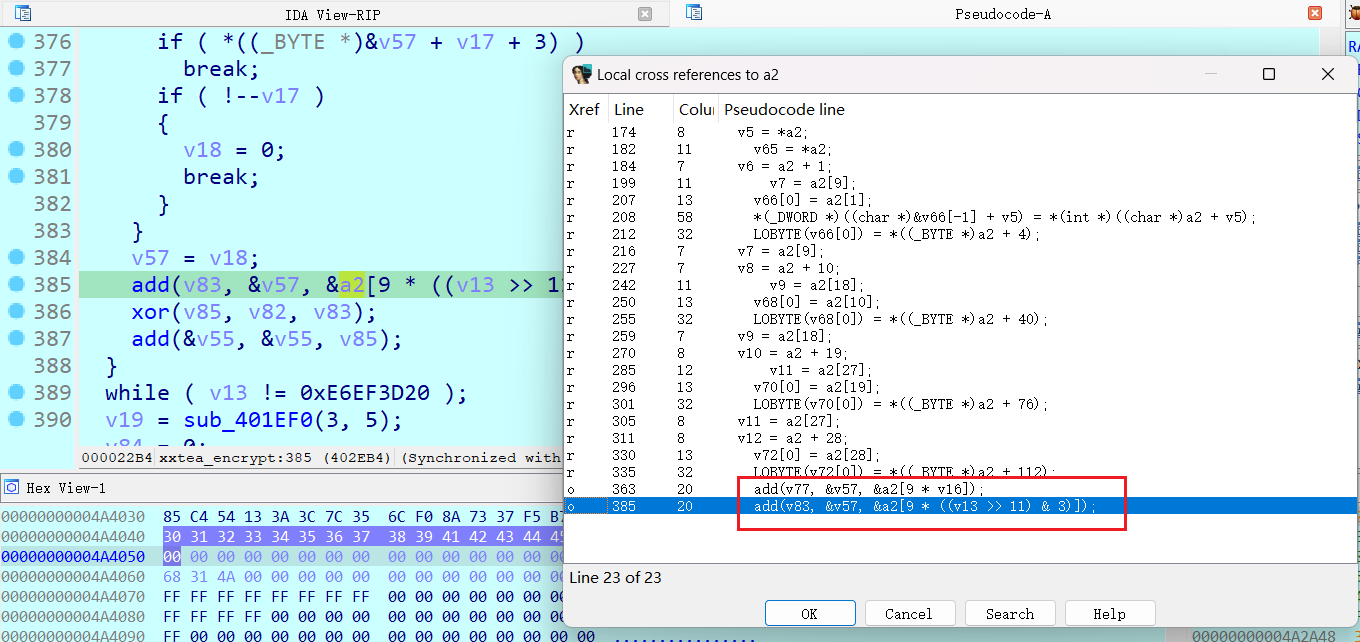 IDA View-RIP
Pseudocode-A
376 if ( *((_BYTE *)&v57 + v17 + 3) )
377 break;
378 if ( !--v17 )
379 {
380 v18 = 0;
381 break;
382 }
383 }
384 v57 = v18;
385 add(v83, &v57, &a2[9 * ((v13 >> 1
386 xor(v85, v82, v83);
387 add(&v55, &v55, v85);
388 }
389 while ( v13 != 0xE6EF3D20 );
390 v19 = sub_401EF0(3, 5);
000022B4 xxtea_encrypt:385 (402EB4) (Synchronized with
Local cross references to a2
Xref Line Colu Pseudocode line
r 174 8 v5 = *a2;
r 182 11 v65 = *a2;
r 184 7 v6 = a2 + 1;
r 199 11 v7 = a2[9];
r 207 13 v66[0] = a2[1];
r 208 58 *(_DWORD *)((char *)&v66[-1] + v5) = *(int *)((char *)a2 + v5);
r 212 32 LOBYTE(v66[0]) = *((_BYTE *)a2 + 4);
r 216 7 v7 = a2[9];
r 227 7 v8 = a2 + 10;
r 242 11 v9 = a2[18];
r 250 13 v68[0] = a2[10];
r 255 32 LOBYTE(v68[0]) = *((_BYTE *)a2 + 40);
r 259 7 v9 = a2[18];
r 270 8 v10 = a2 + 19;
r 285 12 v11 = a2[27];
r 296 13 v70[0] = a2[19];
r 301 32 LOBYTE(v70[0]) = *((_BYTE *)a2 + 76);
r 305 8 v11 = a2[27];
r 311 8 v12 = a2 + 28;
r 330 13 v72[0] = a2[28];
r 335 32 LOBYTE(v72[0]) = *((_BYTE *)a2 + 112);
o 363 20 add(v77, &v57, &a2[9 * v16]);
o 385 20 add(v83, &v57, &a2[9 * ((v13 >> 11) & 3)]);
Line 23 of 23
OK Cancel Search Help
Hex View-1
00000000004A4030 85 C4 54 13 3A 3C 7C 35 6C F0 8A 73 37 F5
00000000004A4040 30 31 32 33 34 35 36 37 38 39 41 42 43 44
00000000004A4050 00 00 00 00 00 00 00 00 00 00 00 00 00 00
00000000004A4060 68 31 4A 00 00 00 00 00 00 00 00 00 00 00
00000000004A4070 FF FF FF FF FF FF FF FF 00 00 00 00 00 00
00000000004A4080 FF FF FF FF FF 00 00 00 00 00 00 00 00 00
00000000004A4090 FF 00 00 00 00 00 00 00 00 00 00 00 00 00 00 00 ................
00000000004A2A48